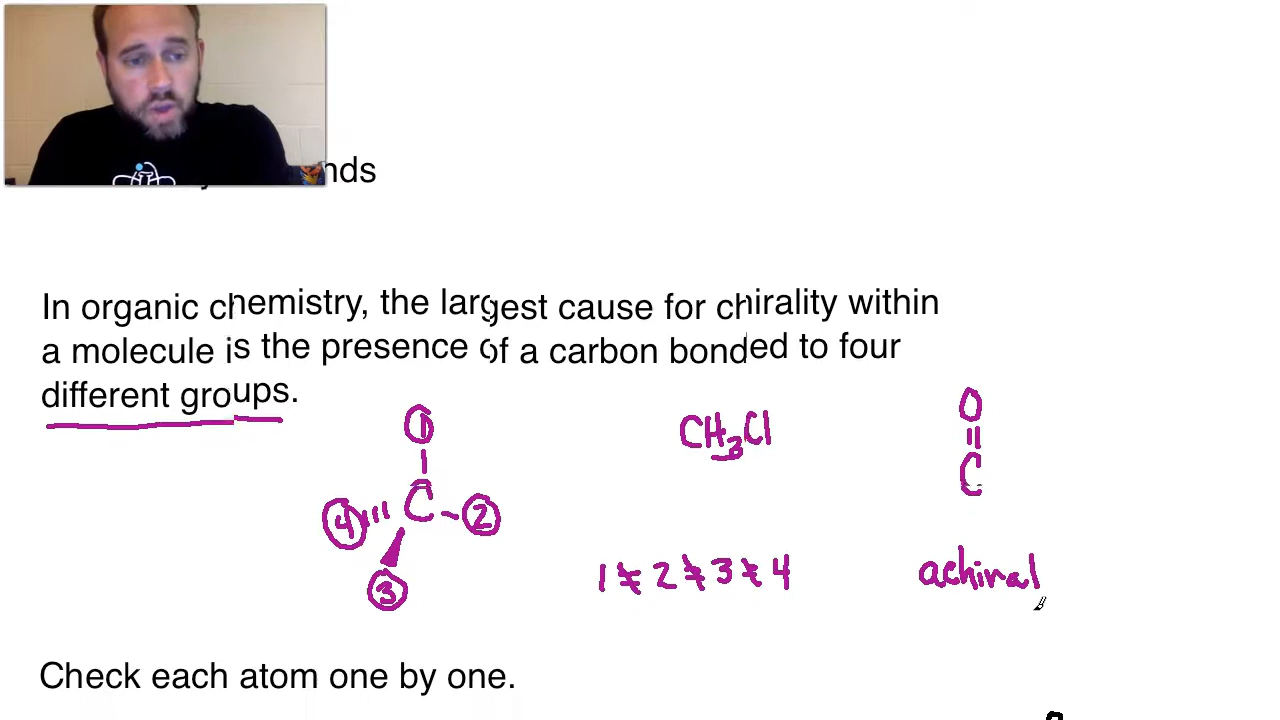 nds
In organic chemistry, the largest cause for chirality within
a molecule is the presence of a carbon bonded to four
different groups.
1
C
4
2
3
CH3Cl
O
C
1 ≠ 2 ≠ 3 ≠ 4
achiral
Check each atom one by one.